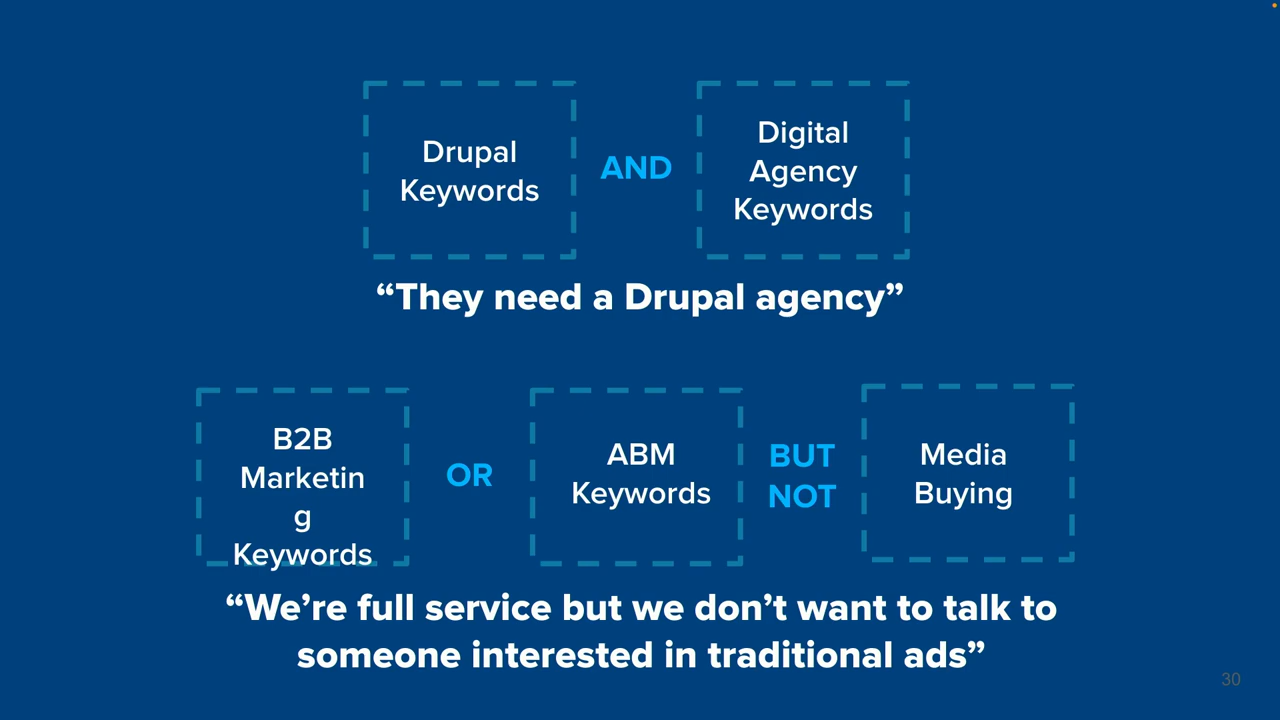 Drupal
Keywords
AND
Digital
Agency
Keywords
“They need a Drupal agency”
B2B
Marketin
g
Keywords
OR
ABM
Keywords
BUT
NOT
Media
Buying
“We’re full service but we don’t want to talk to
someone interested in traditional ads”
30